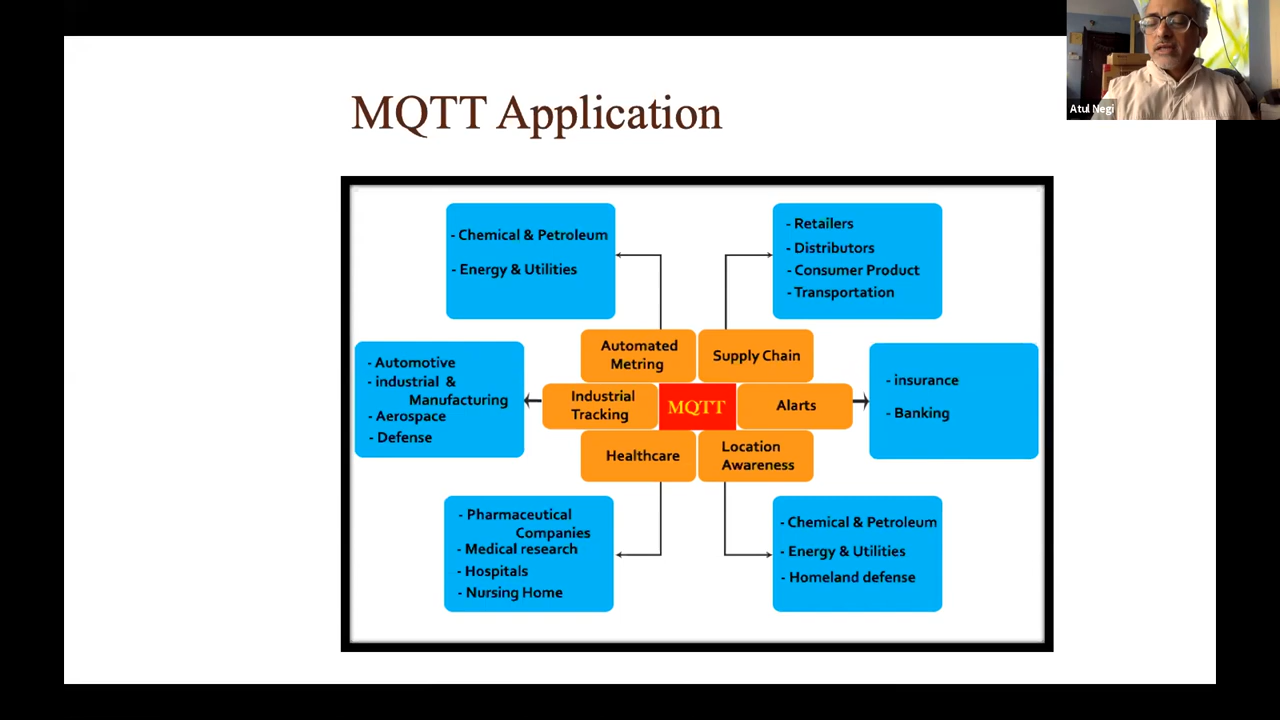 MQTT Application
Atul Negi
- Chemical & Petroleum
- Energy & Utilities
- Retailers
- Distributors
- Consumer Product
- Transportation
Automated
Metring
Supply Chain
- Automotive
- industrial &
Manufacturing
- Aerospace
- Defense
Industrial
Tracking
MQTT
Alarts
- insurance
- Banking
Healthcare
Location
Awareness
- Pharmaceutical
Companies
- Medical research
- Hospitals
- Nursing Home
- Chemical & Petroleum
- Energy & Utilities
- Homeland defense